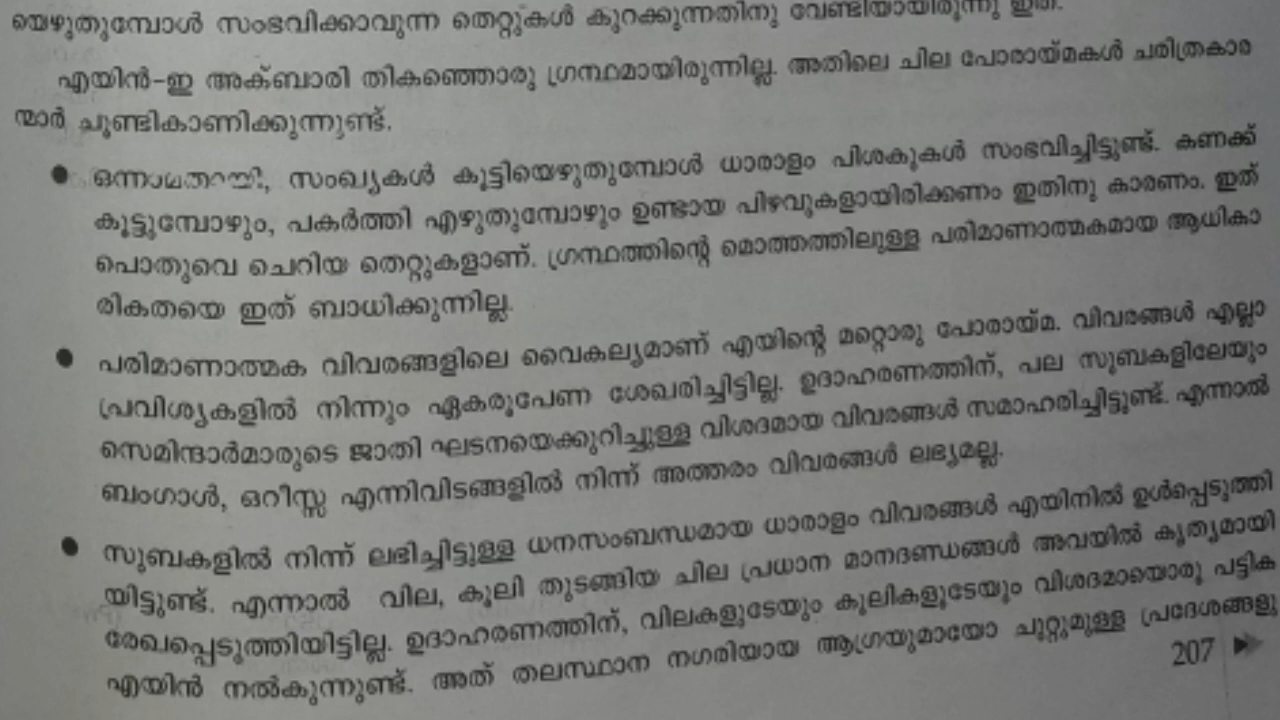 യെഴുതുമ്പോൾ സംഭവിക്കാവുന്ന തെറ്റുകൾ കുറക്കുന്നതിനു വേണ്ടിയായിരുന്നു ഇത്.
എയിൻ-ഇ അക്ബാരി തികഞ്ഞൊരു ഗ്രന്ഥമായിരുന്നില്ല. അതിലെ ചില പോരായ്മകൾ ചരിത്രകാര
ന്മാർ ചൂണ്ടികാണിക്കുന്നുണ്ട്.
● ഒന്നാമതായി, സംഖ്യകൾ കൂട്ടിയെഴുതുമ്പോൾ ധാരാളം പിശകുകൾ സംഭവിച്ചിട്ടുണ്ട്. കണക്ക്
കൂട്ടുമ്പോഴും, പകർത്തി എഴുതുമ്പോഴും ഉണ്ടായ പിഴവുകളായിരിക്കണം ഇതിനു കാരണം. ഇത്
പൊതുവെ ചെറിയ തെറ്റുകളാണ്. ഗ്രന്ഥത്തിന്റെ മൊത്തത്തിലുള്ള പരിമാണാത്മകമായ ആധികാ
രികതയെ ഇത് ബാധിക്കുന്നില്ല.
● പരിമാണാത്മക വിവരങ്ങളിലെ വൈകല്യമാണ് എയിന്റെ മറ്റൊരു പോരായ്മ. വിവരങ്ങൾ എല്ലാ
പ്രവിശ്യകളിൽ നിന്നും ഏകരൂപേണ ശേഖരിച്ചിട്ടില്ല. ഉദാഹരണത്തിന്, പല സുബകളിലേയും
സെമിന്ദാർമാരുടെ ജാതി ഘടനയെക്കുറിച്ചുള്ള വിശദമായ വിവരങ്ങൾ സമാഹരിച്ചിട്ടുണ്ട്. എന്നാൽ
ബംഗാൾ, ഒറീസ്സ എന്നിവിടങ്ങളിൽ നിന്ന് അത്തരം വിവരങ്ങൾ ലഭ്യമല്ല.
● സുബകളിൽ നിന്ന് ലഭിച്ചിട്ടുള്ള ധനസംബന്ധമായ ധാരാളം വിവരങ്ങൾ എയിനിൽ ഉൾപ്പെടുത്തി
യിട്ടുണ്ട്. എന്നാൽ വില, കൂലി തുടങ്ങിയ ചില പ്രധാന മാനദണ്ഡങ്ങൾ അവയിൽ കൃത്യമായി
രേഖപ്പെടുത്തിയിട്ടില്ല. ഉദാഹരണത്തിന്, വിലകളുടേയും കൂലികളുടേയും വിശദമായൊരു പട്ടിക
എയിൻ നൽകുന്നുണ്ട്. അത് തലസ്ഥാന നഗരിയായ ആഗ്രയുമായോ ചുറ്റുമുള്ള പ്രദേശങ്ങളു
207